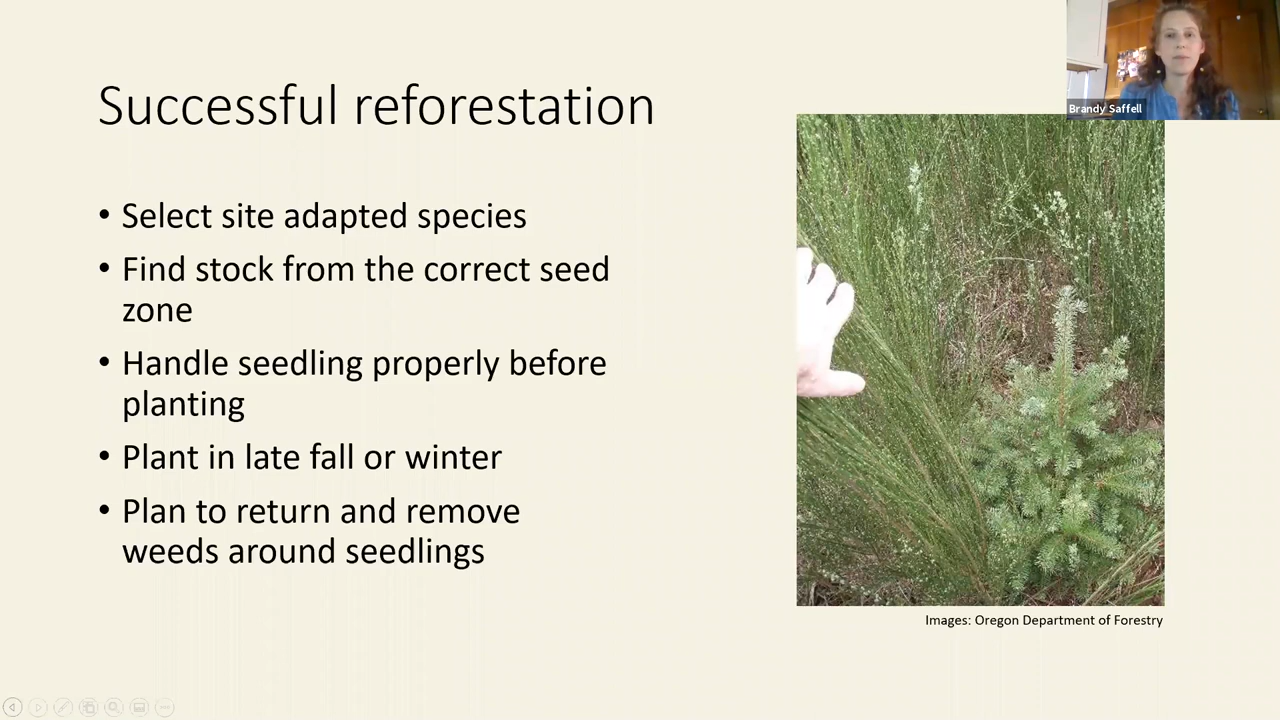 Brandy Saffell
Successful reforestation
• Select site adapted species
• Find stock from the correct seed
zone
• Handle seedling properly before
planting
• Plant in late fall or winter
• Plan to return and remove
weeds around seedlings
Images: Oregon Department of Forestry